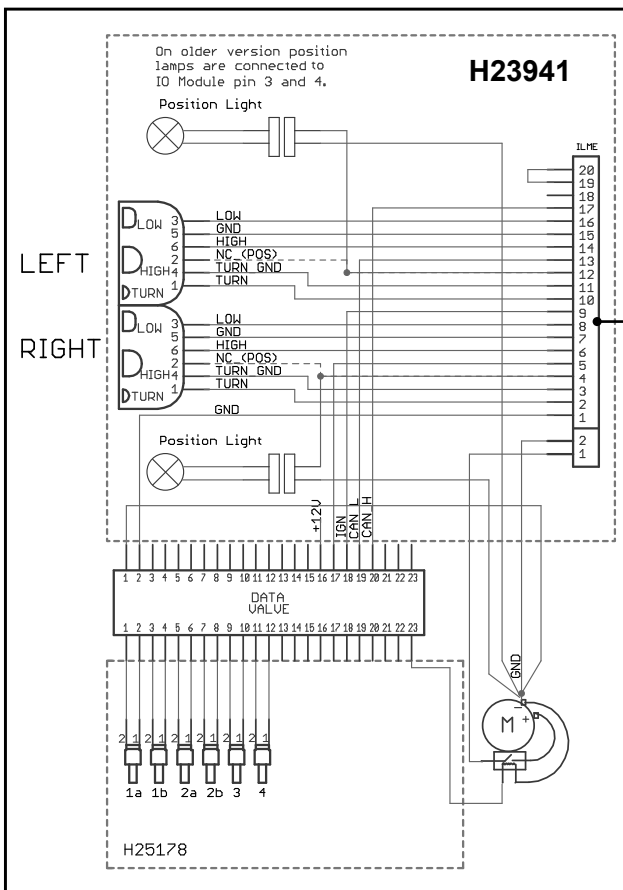 On older version position
lamps are connected to
IO Module pin 3 and 4.
H23941
Position Light
ILME
20
19
18
17
16
15
14
13
12
11
10
9
8
7
6
5
4
3
2
1
2
1
LEFT
LOW
HIGH
TURN
3 LOW
5 GND
6 HIGH
2 NC_(POS)
4 TURN GND
1 TURN
RIGHT
LOW
HIGH
TURN
3 LOW
5 GND
6 HIGH
2 NC_(POS)
4 TURN GND
1 TURN
GND
Position Light
+12V
IGN
CAN L
CAN_H
1 2 3 4 5 6 7 8 9 10 11 12 13 14 15 16 17 18 19 20 21 22 23
DATA
VALVE
1 2 3 4 5 6 7 8 9 10 11 12 13 14 15 16 17 18 19 20 21 22 23
GND
M
−
+
2 1 2 1 2 1 2 1 2 1 2 1
1a 1b 2a 2b 3 4
H25178